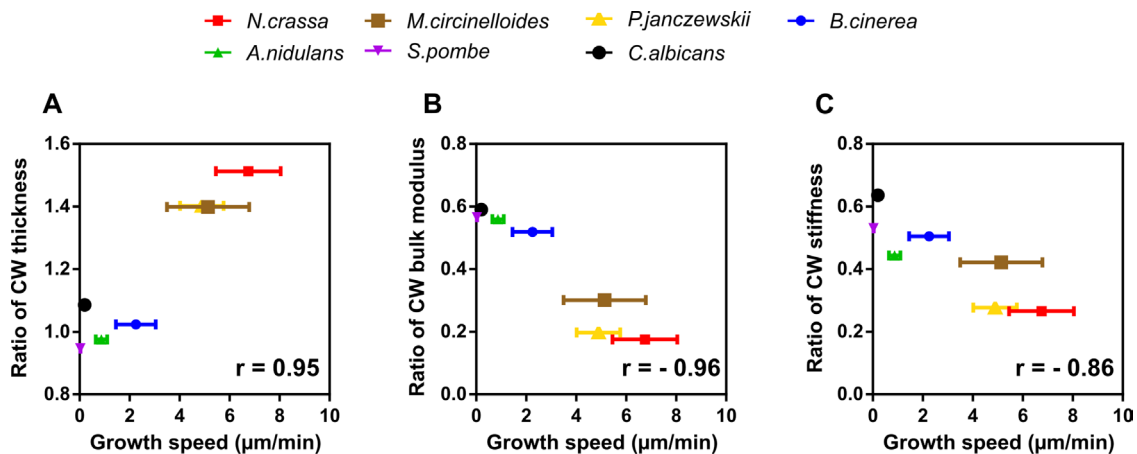 N.crassa M.circinelloides P.janczewskii B.cinerea
A.nidulans S.pombe C.albicans
A
Ratio of CW thickness
1.6
1.4
1.2
1.0
0.8
0 2 4 6 8 10
r = 0.95
Growth speed (µm/min)
B
Ratio of CW bulk modulus
0.8
0.6
0.4
0.2
0.0
0 2 4 6 8 10
r = - 0.96
Growth speed (µm/min)
C
Ratio of CW stiffness
0.8
0.6
0.4
0.2
0.0
0 2 4 6 8 10
r = - 0.86
Growth speed (µm/min)